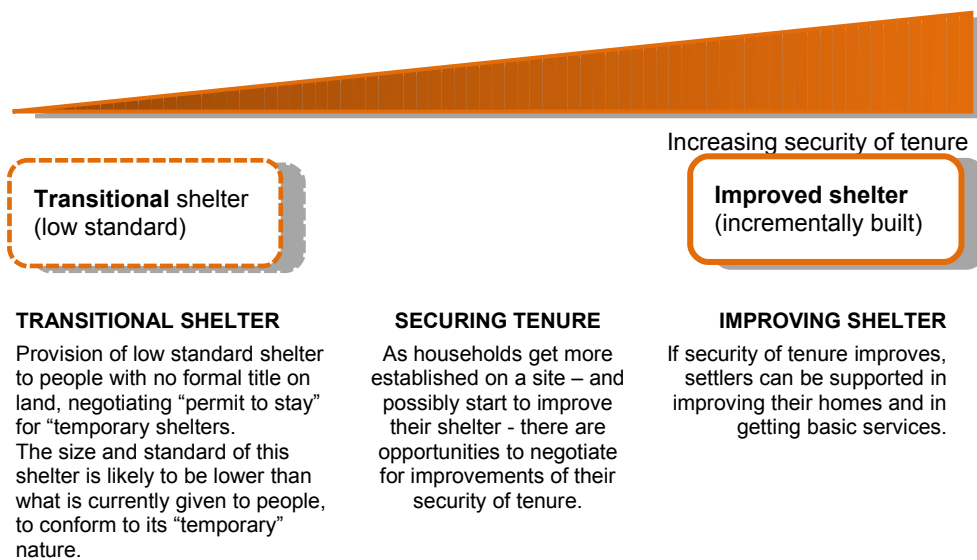 Increasing security of tenure
Transitional shelter
(low standard)
Improved shelter
(incrementally built)
TRANSITIONAL SHELTER
Provision of low standard shelter
to people with no formal title on
land, negotiating “permit to stay”
for “temporary shelters.
The size and standard of this
shelter is likely to be lower than
what is currently given to people,
to conform to its “temporary”
nature.
SECURING TENURE
As households get more
established on a site – and
possibly start to improve
their shelter - there are
opportunities to negotiate
for improvements of their
security of tenure.
IMPROVING SHELTER
If security of tenure improves,
settlers can be supported in
improving their homes and in
getting basic services.